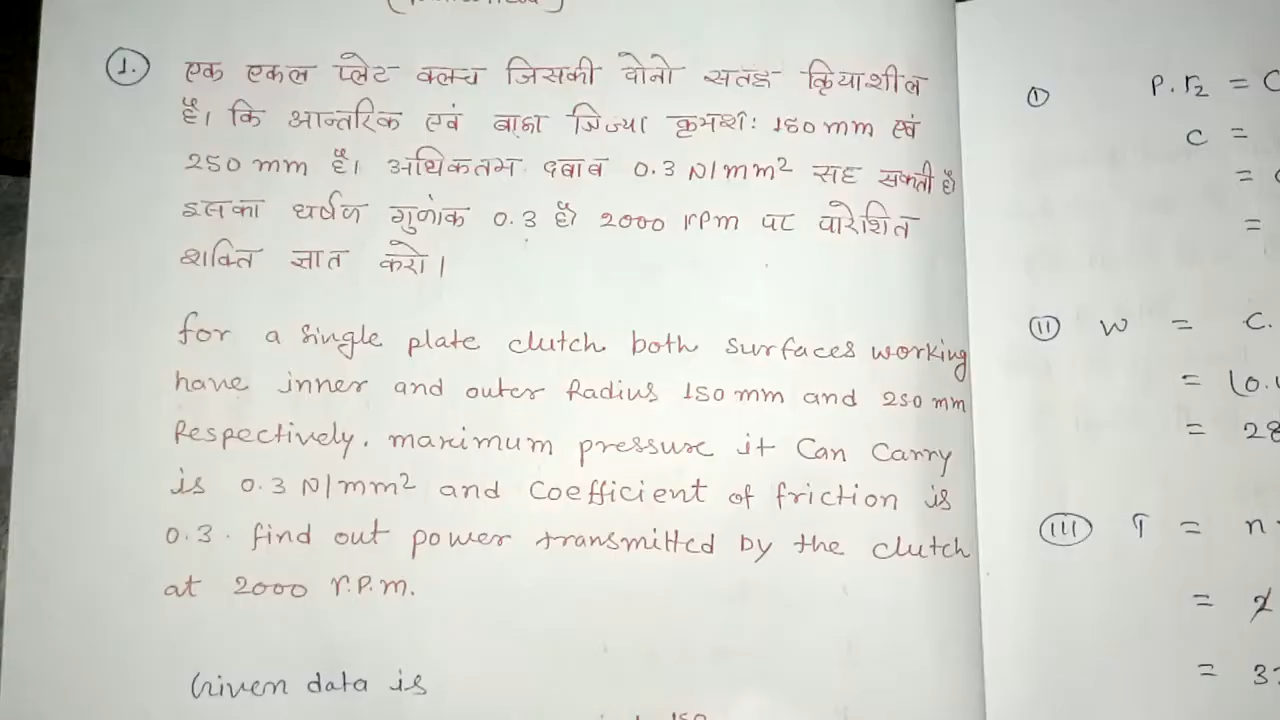 1. एक एकल प्लेट क्लच जिसकी दोनो सतह क्रियाशील
है। कि आन्तरिक एवं बाह्य त्रिज्या क्रमशः 150 mm एवं
250 mm है। अधिकतम दबाव 0.3 N/mm² सह सकती है
इसका घर्षण गुणांक 0.3 है। 2000 rpm पर पारेशित
शक्ति ज्ञात करो।
for a single plate clutch both surfaces working
have inner and outer Radius 150 mm and 250 mm
Respectively. maximum pressure it Can Carry
is 0.3 N/mm² and Coefficient of friction is
0.3. find out power transmitted by the clutch
at 2000 r.p.m.
Given data is
150
I P.r₂ = C
C =
=
=
II W = C.
= (0.
= 28
III T = n
= 2
= 3